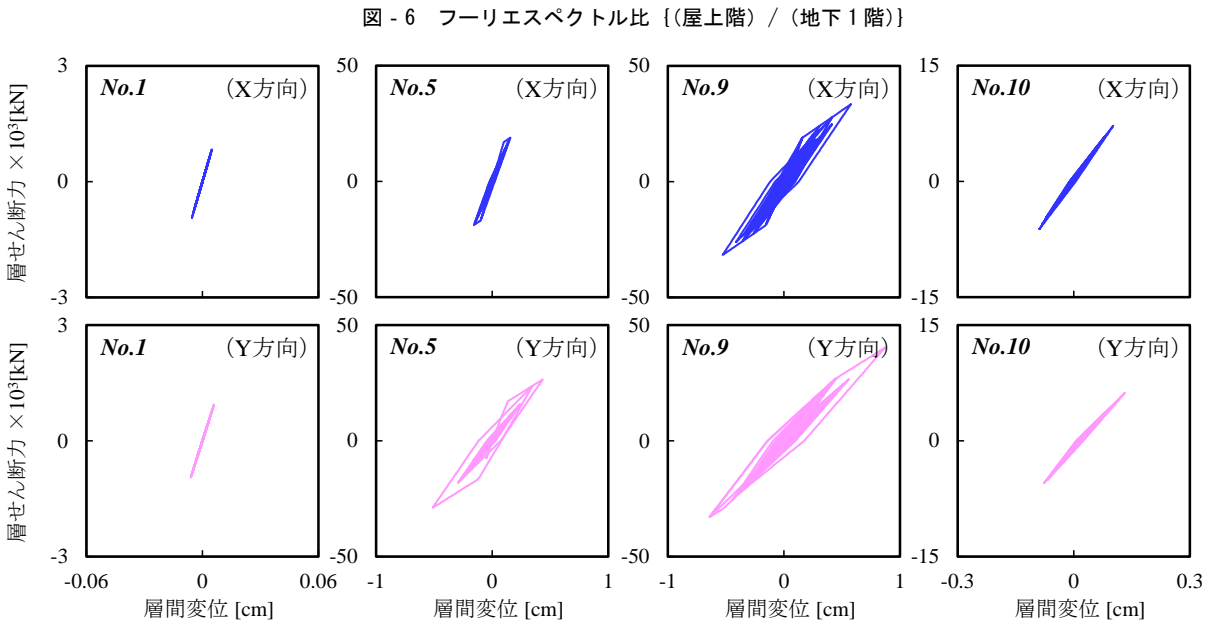 図 - 6 フーリエスペクトル比 {(屋上階) / (地下1階)}
層せん断力 ×10³[kN]
3
0
-3
No.1 (X方向)
50
0
-50
No.5 (X方向)
50
0
-50
No.9 (X方向)
15
0
-15
No.10 (X方向)
層せん断力 ×10³[kN]
3
0
-3
No.1 (Y方向)
-0.06 0 0.06
層間変位 [cm]
50
0
-50
No.5 (Y方向)
-1 0 1
層間変位 [cm]
50
0
-50
No.9 (Y方向)
-1 0 1
層間変位 [cm]
15
0
-15
No.10 (Y方向)
-0.3 0 0.3
層間変位 [cm]